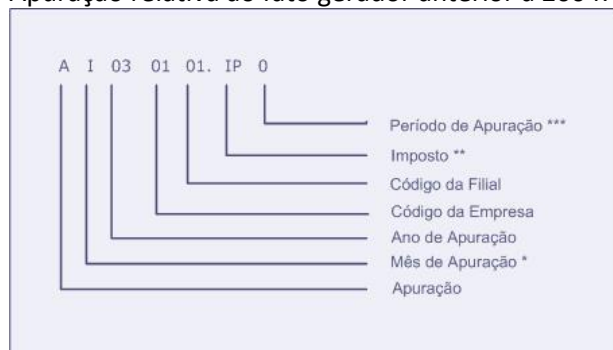 Apuração relativa ao fato gerador anterior a
A I 03 01 01. IP 0
Período de Apuração ***
Imposto **
Código da Filial
Código da Empresa
Ano de Apuração
Mês de Apuração *
Apuração